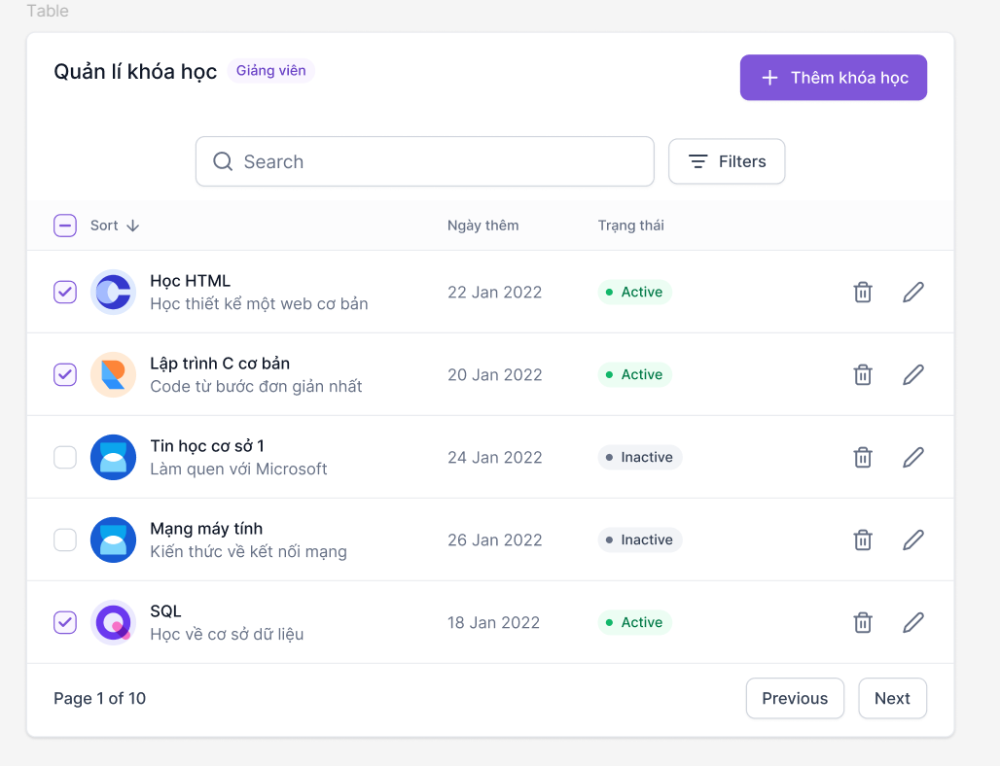 Table
Quản lí khóa học Giảng viên
Thêm khóa học
Search
Filters
Sort Ngày thêm Trạng thái
Học HTML
Học thiết kể một web cơ bản
22 Jan 2022 Active
Lập trình C cơ bản
Code từ bước đơn giản nhất
20 Jan 2022 Active
Tin học cơ sở 1
Làm quen với Microsoft
24 Jan 2022 Inactive
Mạng máy tính
Kiến thức về kết nối mạng
26 Jan 2022 Inactive
SQL
Học về cơ sở dữ liệu
18 Jan 2022 Active
Page 1 of 10
Previous Next